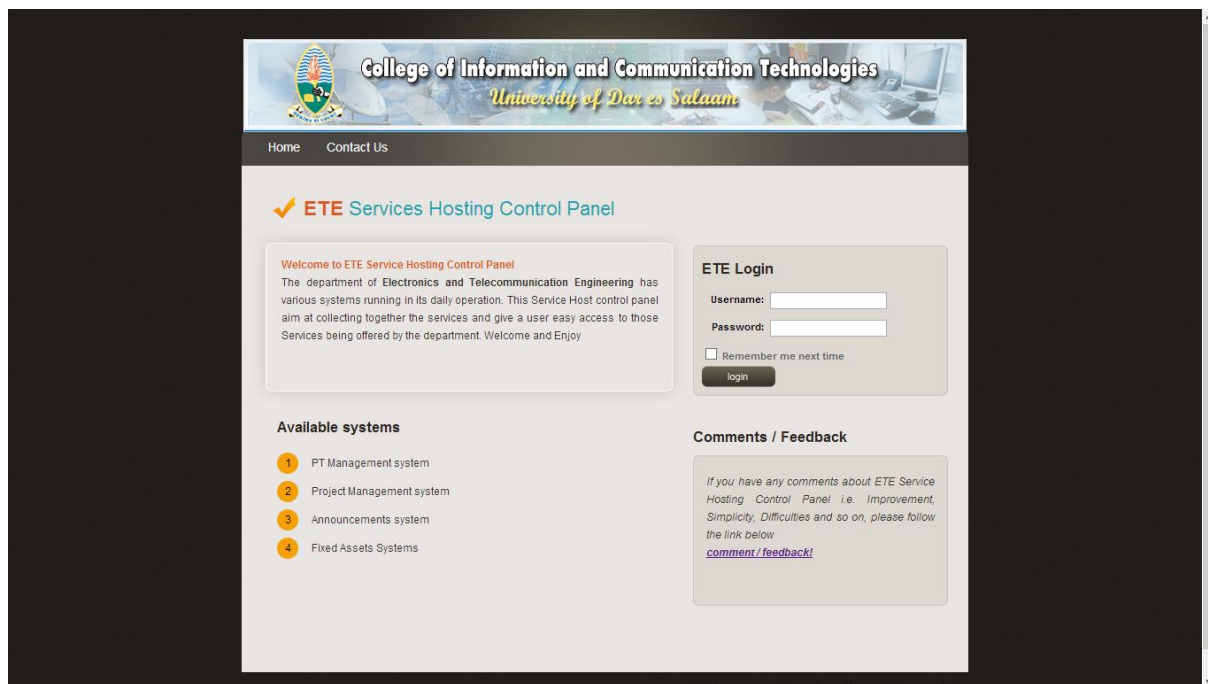 College of Information and Communication Technologies
University of Dar es Salaam
Home Contact Us
ETE Services Hosting Control Panel
Welcome to ETE Service Hosting Control Panel
The department of Electronics and Telecommunication Engineering has
various systems running in its daily operation. This Service Host control panel
aim at collecting together the services and give a user easy access to those
Services being offered by the department. Welcome and Enjoy
ETE Login
Username:
Password:
Remember me next time
login
Available systems
1 PT Management system
2 Project Management system
3 Announcements system
4 Fixed Assets Systems
Comments / Feedback
If you have any comments about ETE Service
Hosting Control Panel i.e. Improvement,
Simplicity, Difficulties and so on, please follow
the link below
comment / feedback!